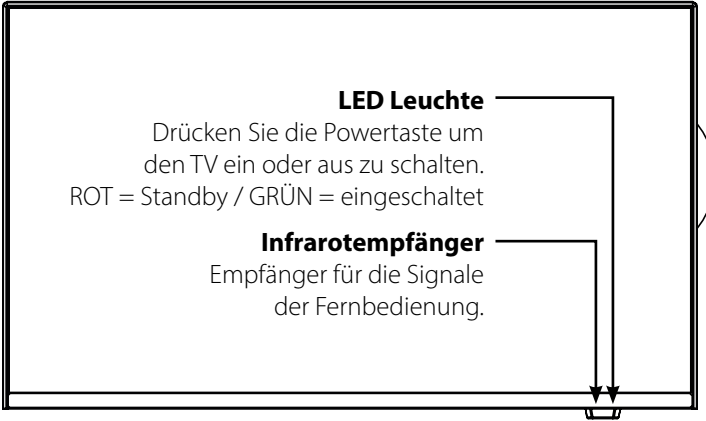 LED Leuchte
Drücken Sie die Powertaste um
den TV ein oder aus zu schalten.
ROT = Standby / GRÜN = eingeschaltet
Infrarotempfänger
Empfänger für die Signale
der Fernbedienung.